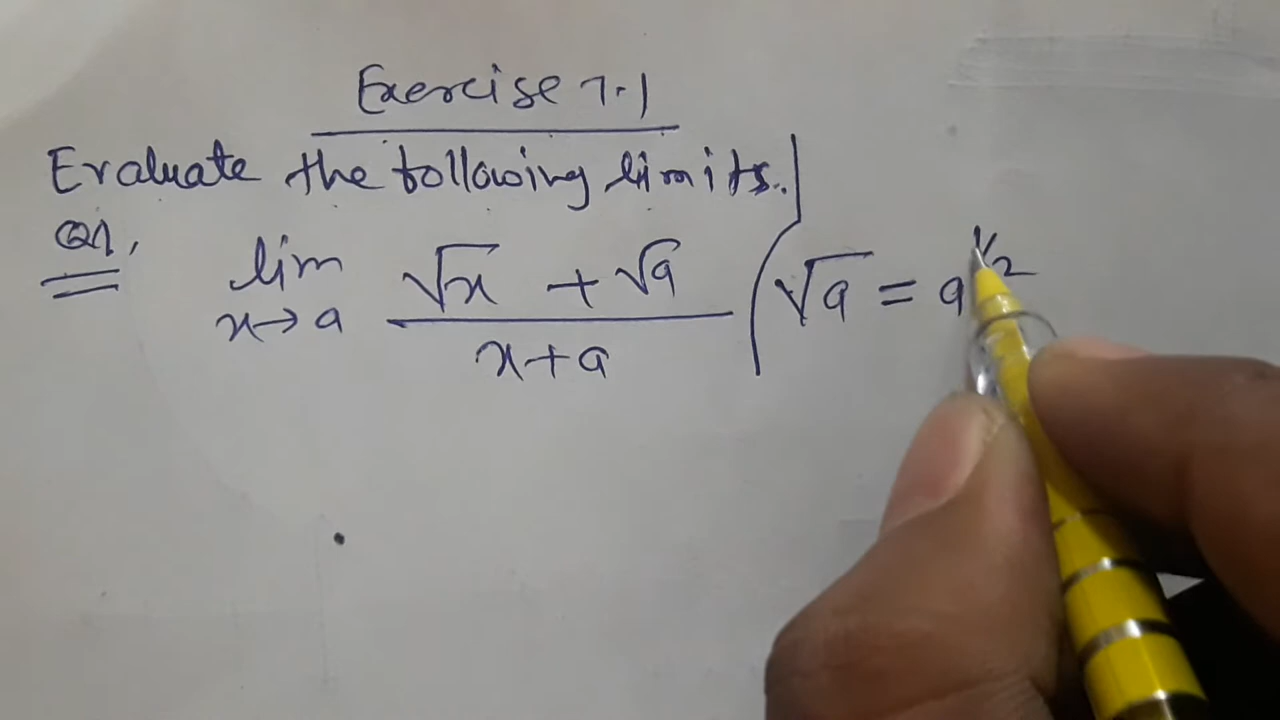 Exercise 7.1
Evaluate the following limits.
Q1,
lim x→a (√x + √a)/(x+a)
√a = a^1/2